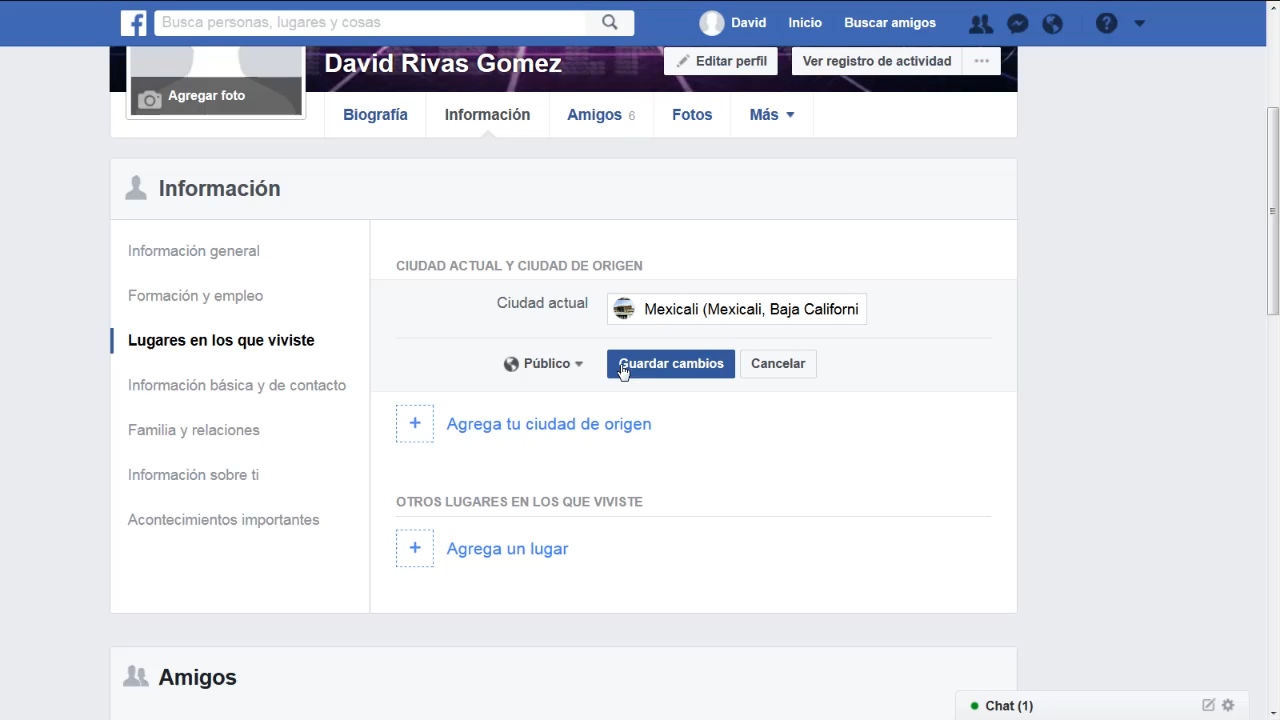 f Busca personas, lugares y cosas David Inicio Buscar amigos
David Rivas Gomez Editar perfil Ver registro de actividad ...
Agregar foto
Biografía Información Amigos 6 Fotos Más
Información
Información general
Formación y empleo
Lugares en los que viviste
Información básica y de contacto
Familia y relaciones
Información sobre ti
Acontecimientos importantes
CIUDAD ACTUAL Y CIUDAD DE ORIGEN
Ciudad actual Mexicali (Mexicali, Baja Californi
Público Guardar cambios Cancelar
+ Agrega tu ciudad de origen
OTROS LUGARES EN LOS QUE VIVISTE
+ Agrega un lugar
Amigos
Chat (1)